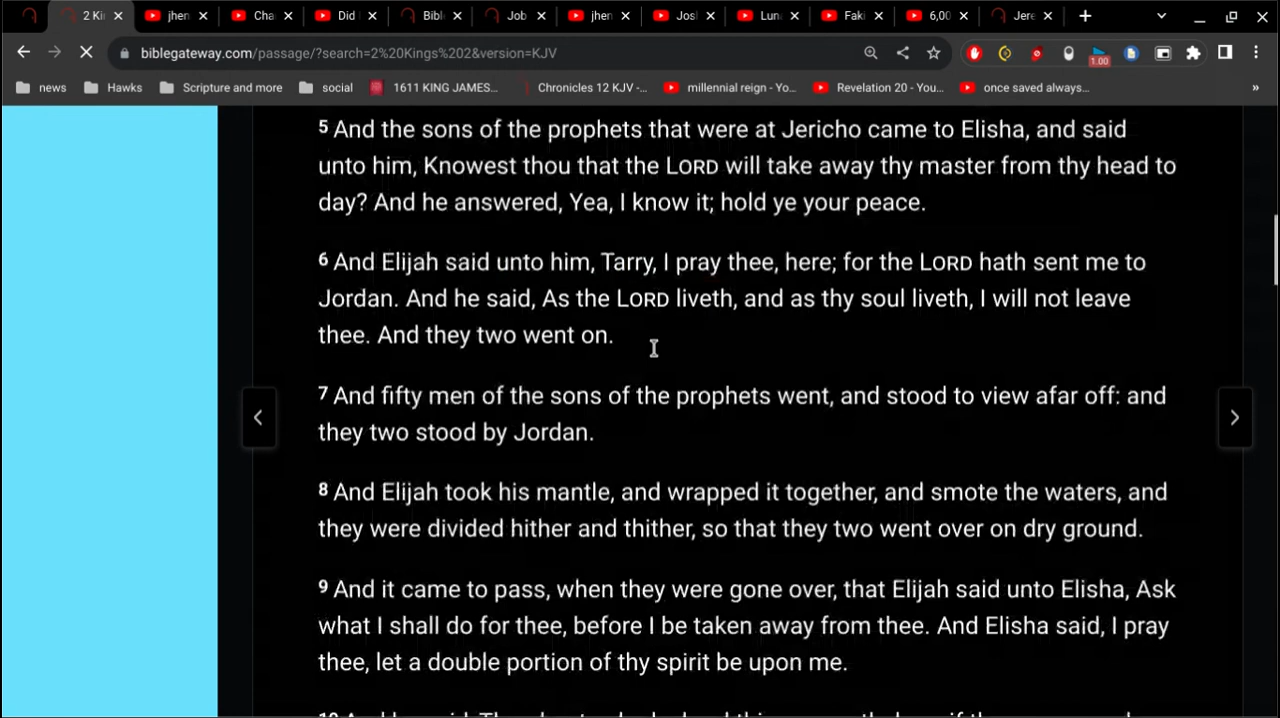 2 Ki
jhen
Cha
Did
Bibl
Job
jhen
Josl
Luna
Faki
6,00
Jere
biblegateway.com/passage/?search=2%20Kings%202&version=KJV
1.00
news Hawks Scripture and more social 1611 KING JAMES... Chronicles 12 KJV -... millennial reign - Yo... Revelation 20 - You... once saved always... »
5 And the sons of the prophets that were at Jericho came to Elisha, and said
unto him, Knowest thou that the LORD will take away thy master from thy head to
day? And he answered, Yea, I know it; hold ye your peace.
6 And Elijah said unto him, Tarry, I pray thee, here; for the LORD hath sent me to
Jordan. And he said, As the LORD liveth, and as thy soul liveth, I will not leave
thee. And they two went on.
7 And fifty men of the sons of the prophets went, and stood to view afar off: and
they two stood by Jordan.
8 And Elijah took his mantle, and wrapped it together, and smote the waters, and
they were divided hither and thither, so that they two went over on dry ground.
9 And it came to pass, when they were gone over, that Elijah said unto Elisha, Ask
what I shall do for thee, before I be taken away from thee. And Elisha said, I pray
thee, let a double portion of thy spirit be upon me.